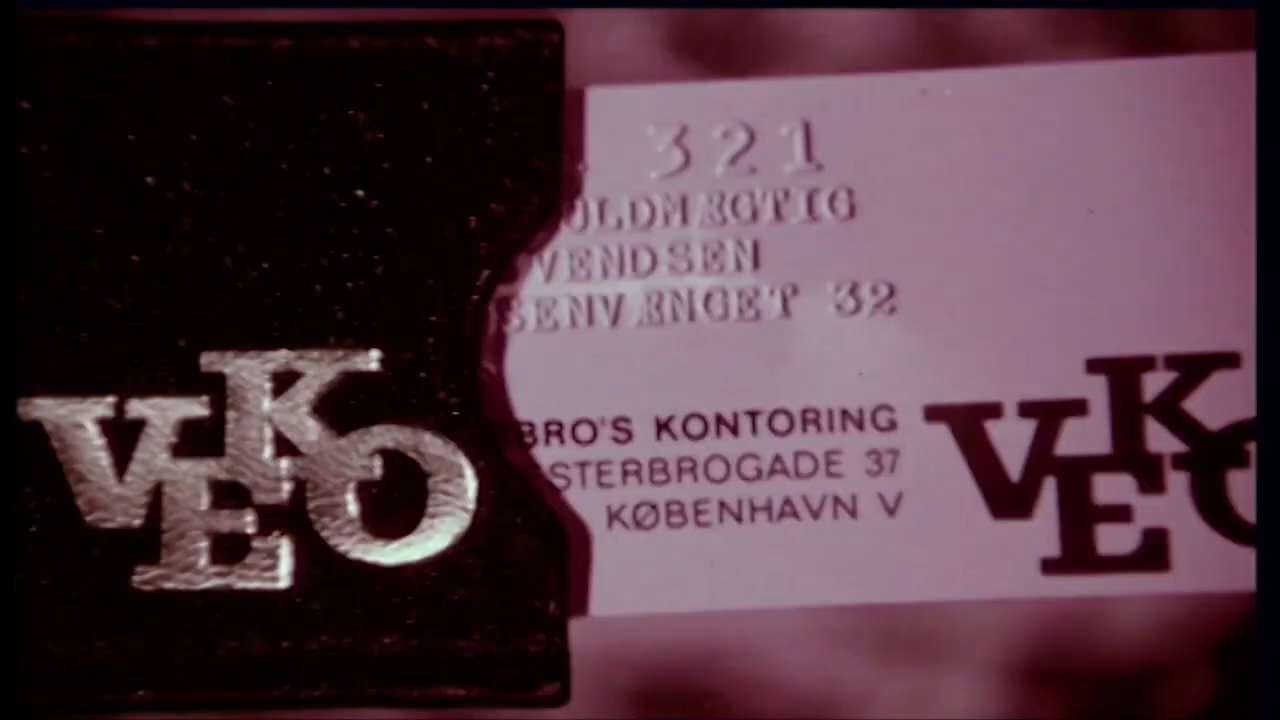 VEKO
321
ULDMÆGTIG
VENDSEN
SENVÆNGET 32
BRO'S KONTORING
STERBROGADE 37
KØBENHAVN V
VEKO